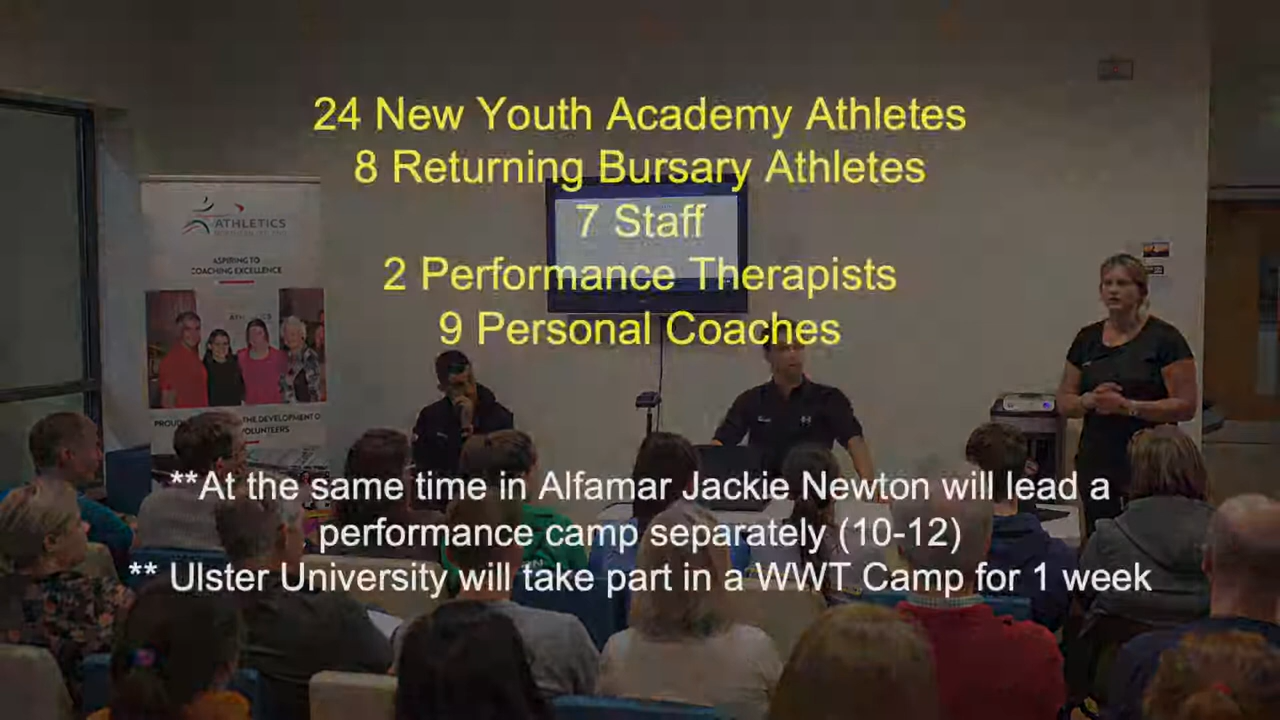 24 New Youth Academy Athletes
8 Returning Bursary Athletes
7 Staff
2 Performance Therapists
9 Personal Coaches
ATHLETICS
ASPIRING TO
COACHING EXCELLENCE
THE DEVELOPMENT O
VOLUNTEERS
**At the same time in Alfamar Jackie Newton will lead a
performance camp separately (10-12)
** Ulster University will take part in a WWT Camp for 1 week